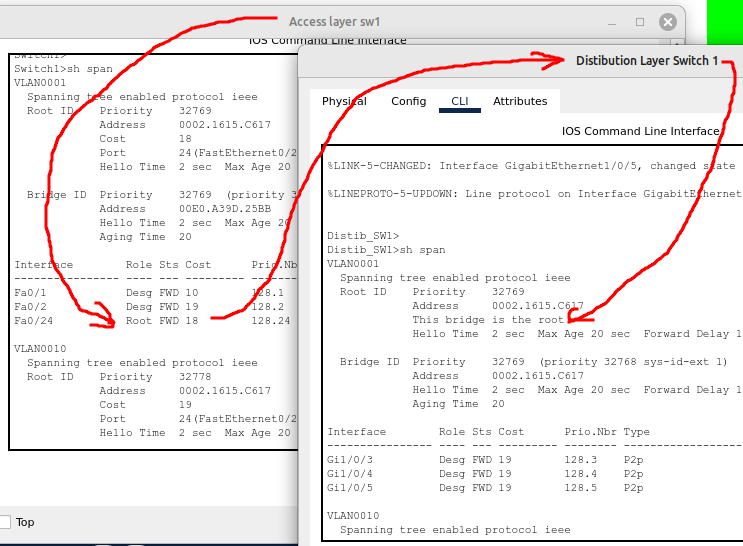 Access layer sw1
IOS Command Line Interface
Switch1>
Switch1>sh span
VLAN0001
Spanning tree enabled protocol ieee
Root ID Priority 32769
Address 0002.1615.C617
Cost 18
Port 24(FastEthernet0/2
Hello Time 2 sec Max Age 20
Bridge ID Priority 32769 (priority 3
Address 00E0.A39D.25BB
Hello Time 2 sec Max Age 20
Aging Time 20
Interface Role Sts Cost Prio.Nb
---------------- ---- --- --------- --------
Fa0/1 Desg FWD 10 128.1
Fa0/2 Desg FWD 19 128.2
Fa0/24 Root FWD 18 128.24
VLAN0010
Spanning tree enabled protocol ieee
Root ID Priority 32778
Address 0002.1615.C617
Cost 19
Port 24(FastEthernet0/2
Hello Time 2 sec Max Age 20
Top
Distibution Layer Switch 1
Physical Config CLI Attributes
IOS Command Line Interface
%LINK-5-CHANGED: Interface GigabitEthernet1/0/5, changed state
%LINEPROTO-5-UPDOWN: Line protocol on Interface GigabitEthernet
Distib_SW1>
Distib_SW1>sh span
VLAN0001
Spanning tree enabled protocol ieee
Root ID Priority 32769
Address 0002.1615.C617
This bridge is the root
Hello Time 2 sec Max Age 20 sec Forward Delay 1
Bridge ID Priority 32769 (priority 32768 sys-id-ext 1)
Address 0002.1615.C617
Hello Time 2 sec Max Age 20 sec Forward Delay 1
Aging Time 20
Interface Role Sts Cost Prio.Nbr Type
---------------- ---- --- --------- -------- --------------------
Gi1/0/3 Desg FWD 19 128.3 P2p
Gi1/0/4 Desg FWD 19 128.4 P2p
Gi1/0/5 Desg FWD 19 128.5 P2p
VLAN0010
Spanning tree enabled protocol ieee